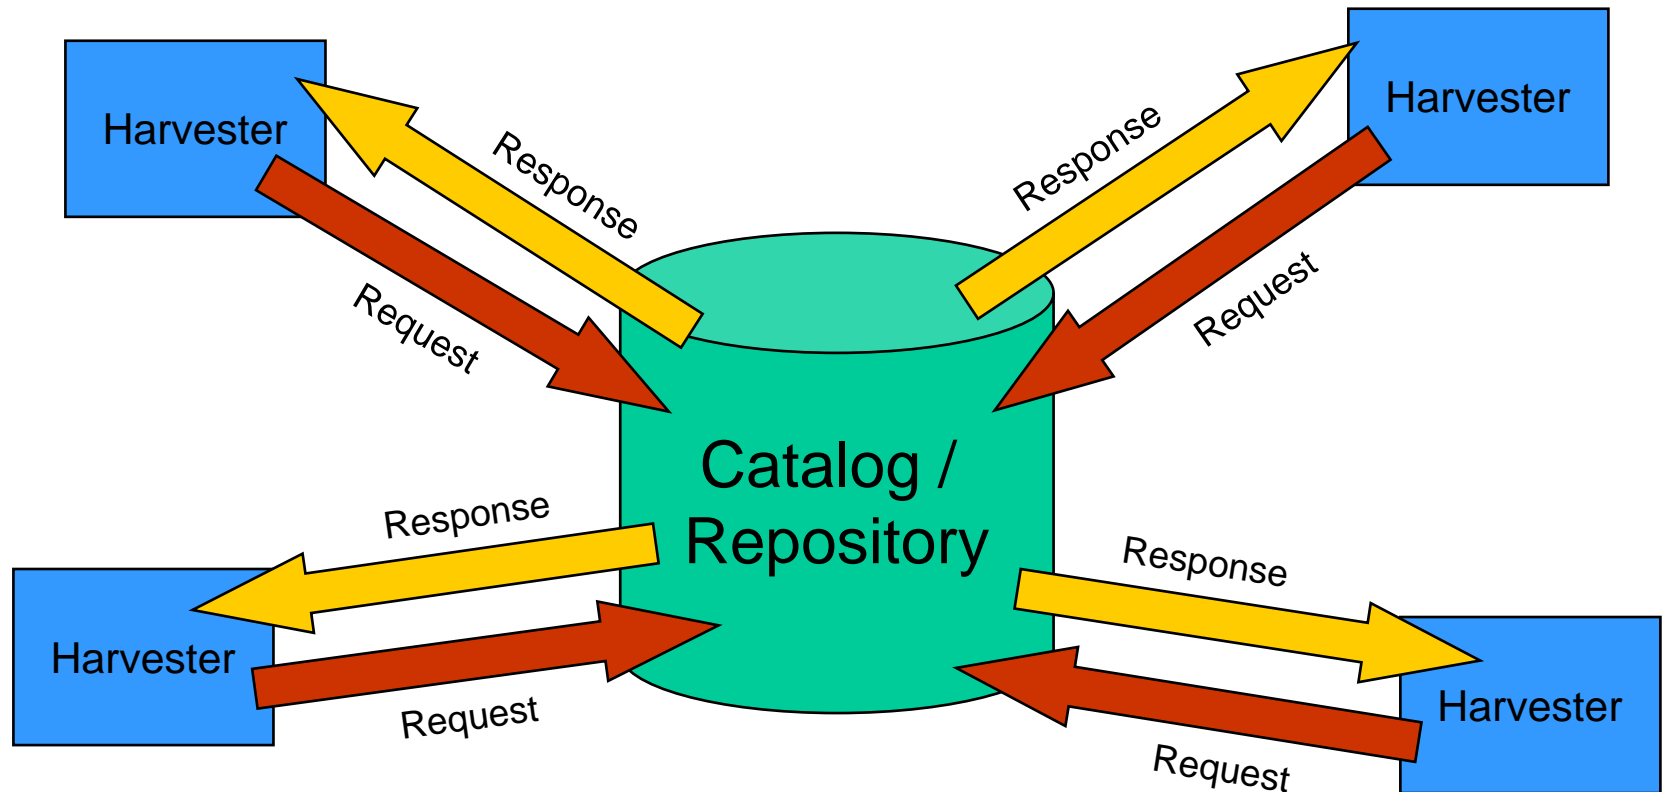 Harvester
Harvester
Response
Response
Request
Request
Catalog /
Repository
Response
Response
Harvester
Harvester
Request
Request